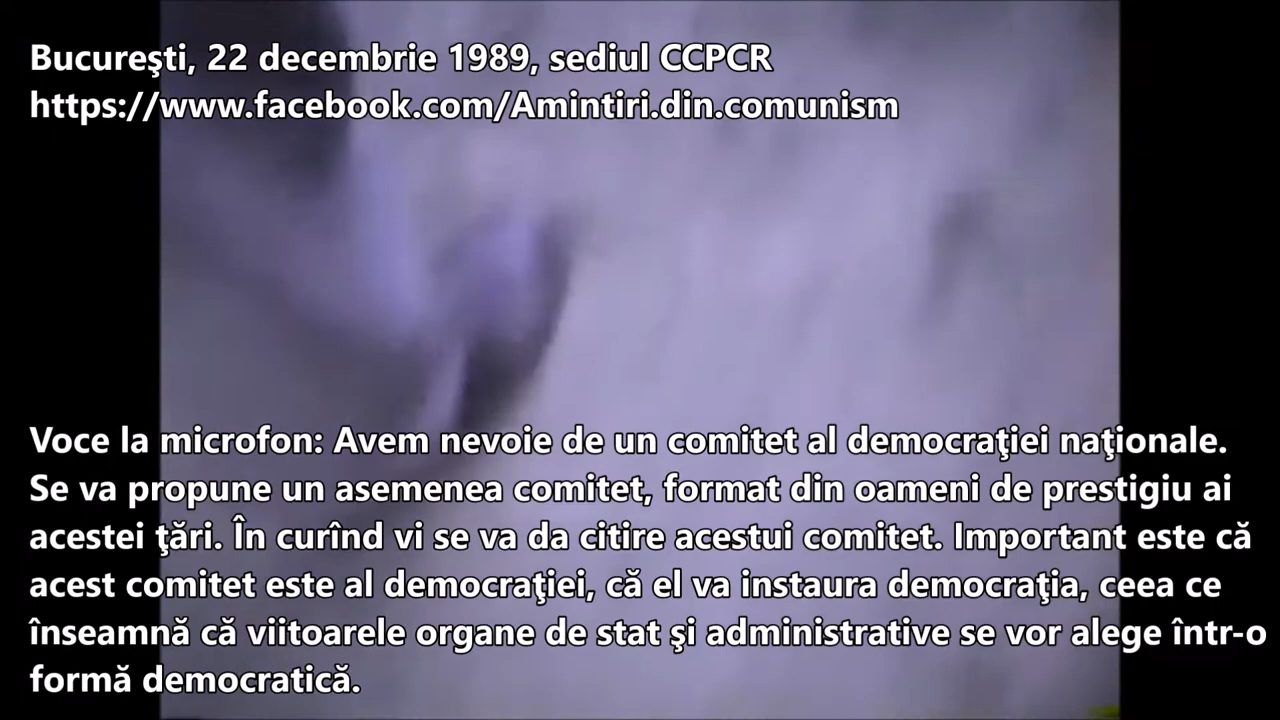 Bucureşti, 22 decembrie 1989, sediul CCPCR
https://www.facebook.com/Amintiri.din.comunism
Voce la microfon: Avem nevoie de un comitet al democraţiei naţionale.
Se va propune un asemenea comitet, format din oameni de prestigiu ai
acestei ţări. În curînd vi se va da citire acestui comitet. Important este că
acest comitet este al democraţiei, că el va instaura democraţia, ceea ce
înseamnă că viitoarele organe de stat şi administrative se vor alege într-o
formă democratică.